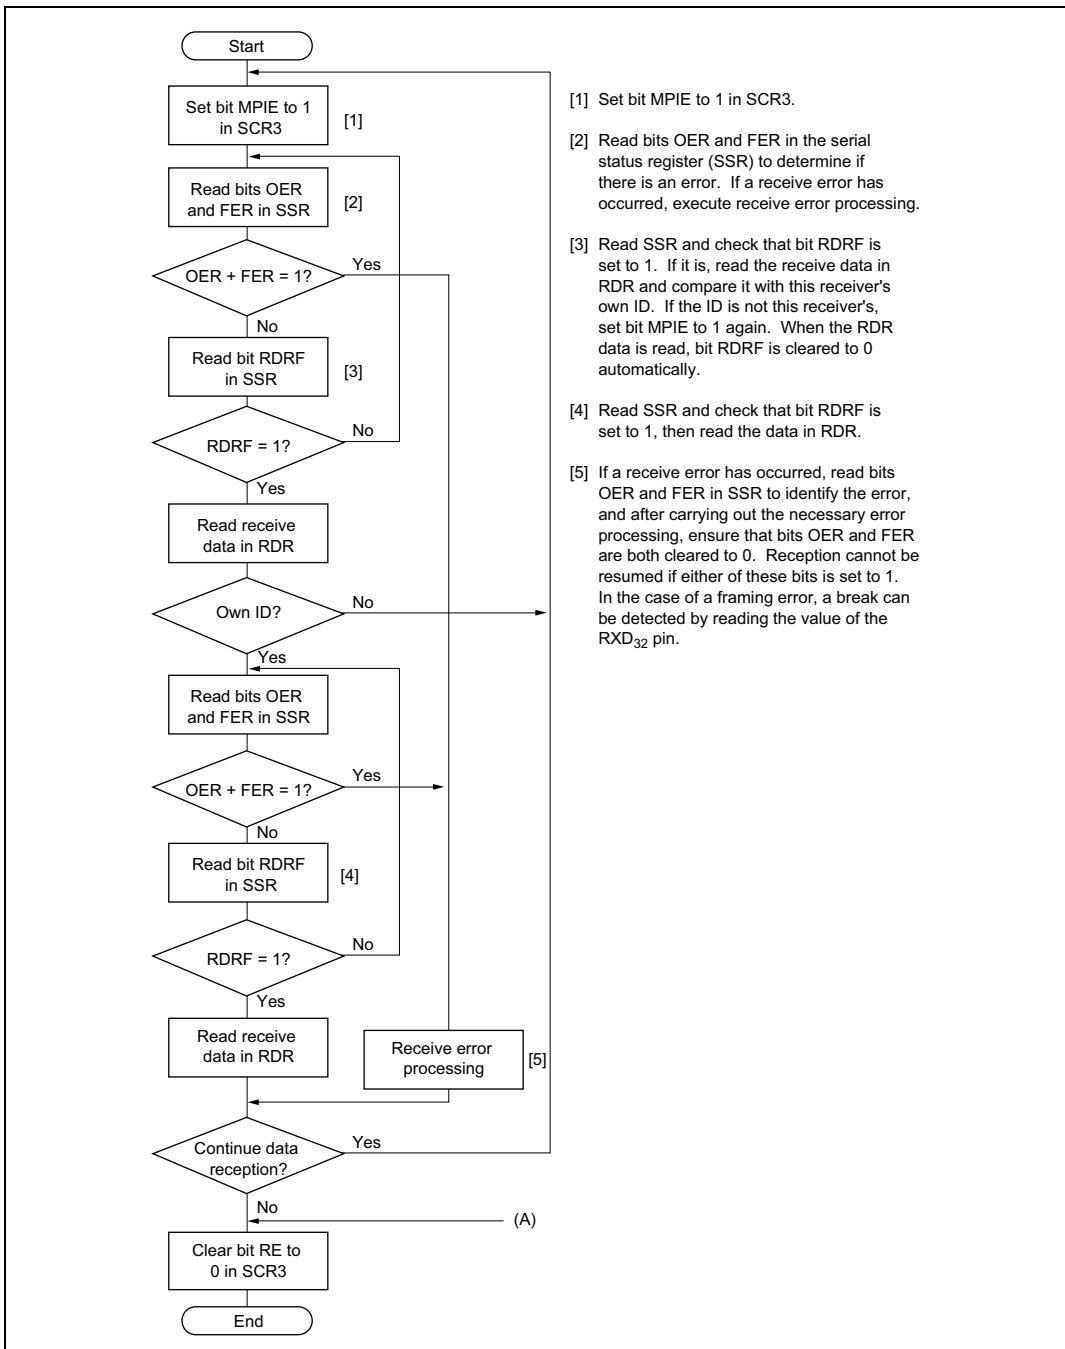 Start
Set bit MPIE to 1
in SCR3
[1]
Read bits OER
and FER in SSR
[2]
OER + FER = 1?
Yes
No
Read bit RDRF
in SSR
[3]
RDRF = 1?
No
Yes
Read receive
data in RDR
Own ID?
No
Yes
Read bits OER
and FER in SSR
OER + FER = 1?
Yes
No
Read bit RDRF
in SSR
[4]
RDRF = 1?
No
Yes
Read receive
data in RDR
Receive error
processing
[5]
Continue data
reception?
Yes
No
(A)
Clear bit RE to
0 in SCR3
End
[1] Set bit MPIE to 1 in SCR3.
[2] Read bits OER and FER in the serial
status register (SSR) to determine if
there is an error. If a receive error has
occurred, execute receive error processing.
[3] Read SSR and check that bit RDRF is
set to 1. If it is, read the receive data in
RDR and compare it with this receiver's
own ID. If the ID is not this receiver's,
set bit MPIE to 1 again. When the RDR
data is read, bit RDRF is cleared to 0
automatically.
[4] Read SSR and check that bit RDRF is
set to 1, then read the data in RDR.
[5] If a receive error has occurred, read bits
OER and FER in SSR to identify the error,
and after carrying out the necessary error
processing, ensure that bits OER and FER
are both cleared to 0. Reception cannot be
resumed if either of these bits is set to 1.
In the case of a framing error, a break can
be detected by reading the value of the
RXD32 pin.